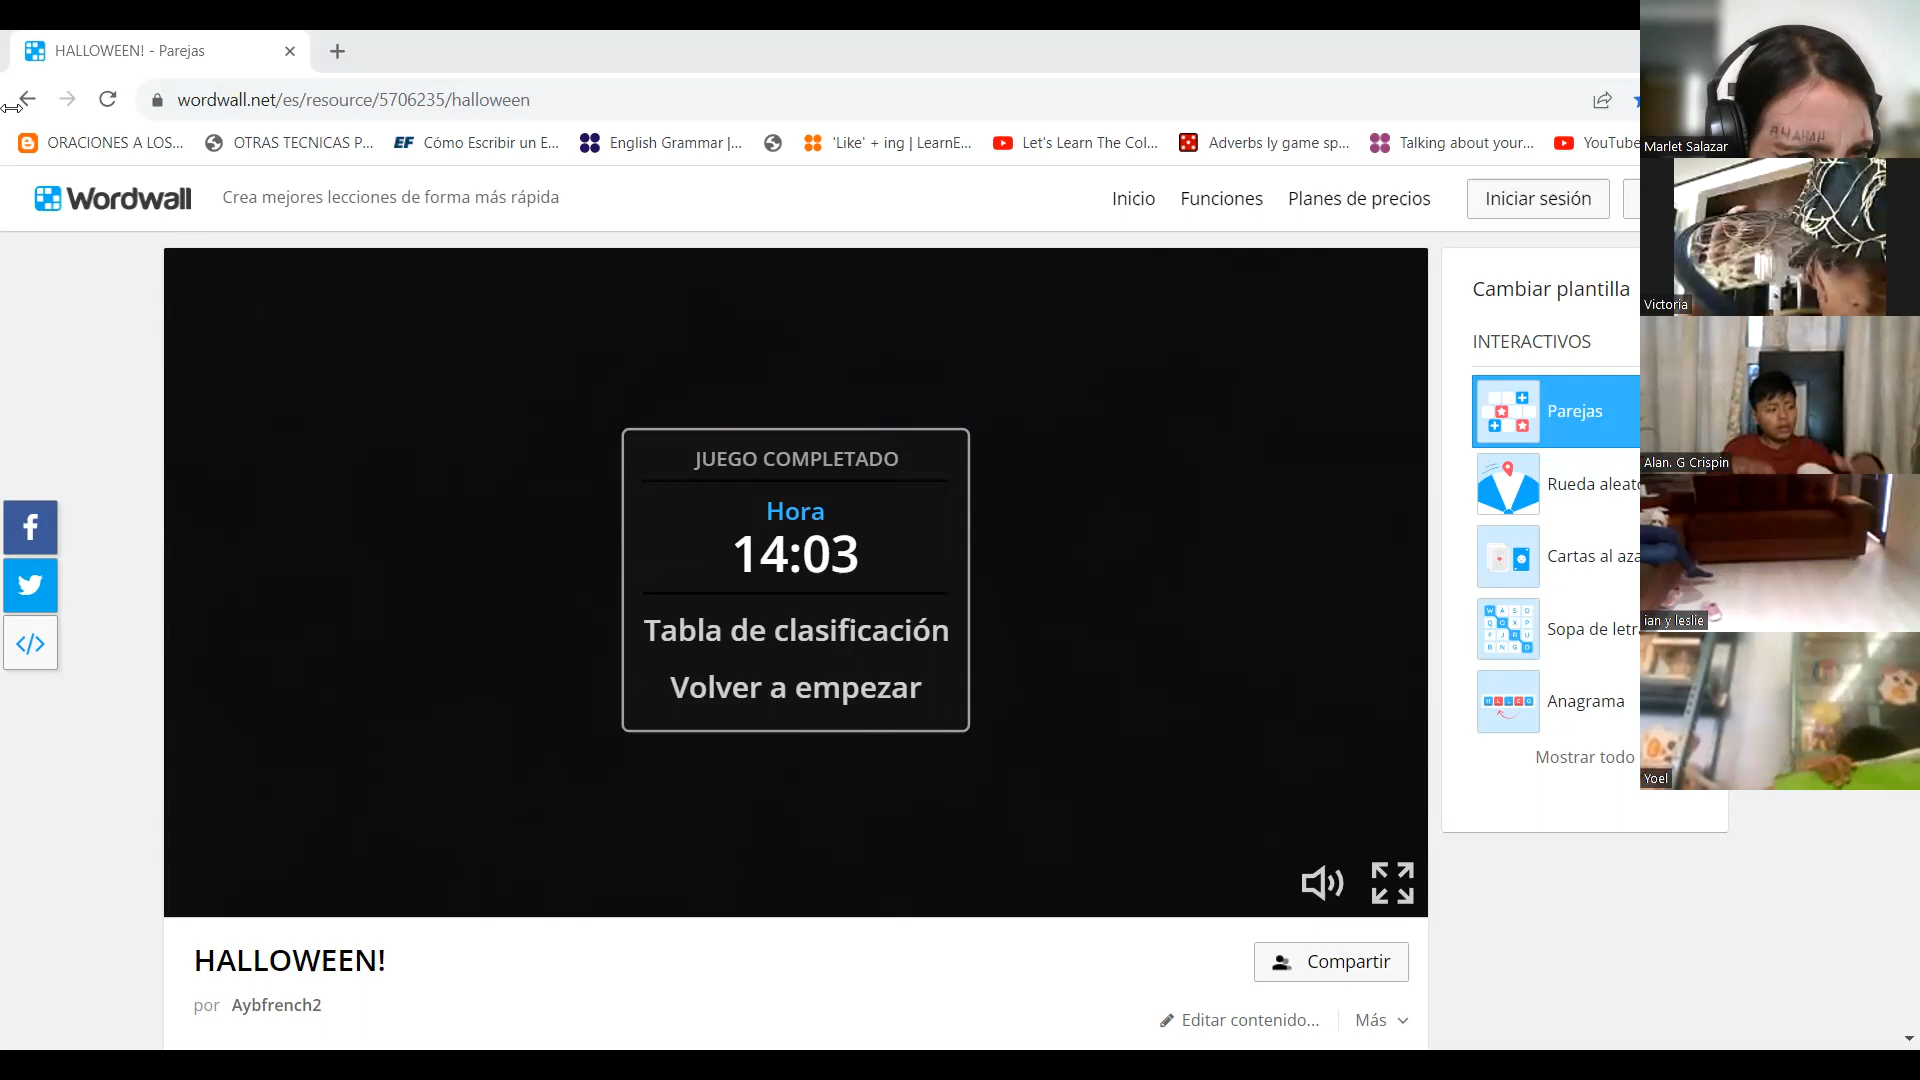 HALLOWEEN! - Parejas
wordwall.net/es/resource/5706235/halloween
ORACIONES A LOS... OTRAS TECNICAS P... EF Cómo Escribir un E... English Grammar |... 'Like' + ing | LearnE... Let's Learn The Col... Adverbs ly game sp... Talking about your... YouTube
Wordwall Crea mejores lecciones de forma más rápida Inicio Funciones Planes de precios Iniciar sesión
Marlet Salazar
Victoria
Alan. G Crispin
ian y leslie
Yoel
Cambiar plantilla
INTERACTIVOS
Parejas
Rueda aleato
Cartas al aza
Sopa de letr
Anagrama
Mostrar todo
JUEGO COMPLETADO
Hora
14:03
Tabla de clasificación
Volver a empezar
HALLOWEEN!
Compartir
por Aybfrench2
Editar contenido... Más